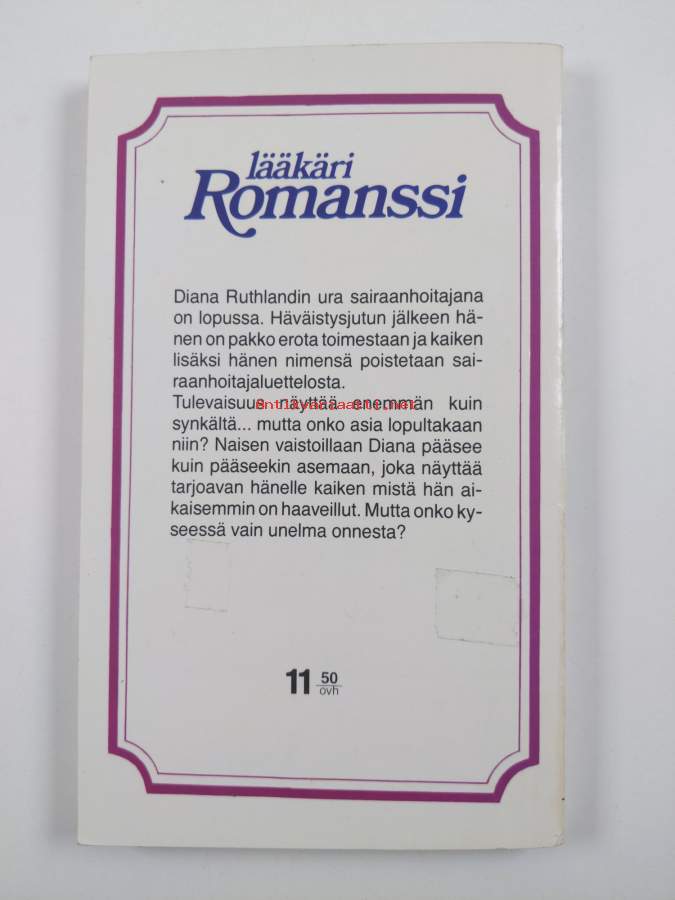 lääkäri
Romanssi
Diana Ruthlandin ura sairaanhoitajana
on lopussa. Häväistysjutun jälkeen hä-
nen on pakko erota toimestaan ja kaiken
lisäksi hänen nimensä poistetaan sai-
raanhoitajaluettelosta.
Tulevaisuus näyttää enemmän kuin
antikvariaatti.net
synkältä... mutta onko asia lopultakaan
niin? Naisen vaistoillaan Diana pääsee
kuin pääseekin asemaan, joka näyttää
tarjoavan hänelle kaiken mistä hän ai-
kaisemmin on haaveillut. Mutta onko ky-
seessä vain unelma onnesta?
11 50
ovh